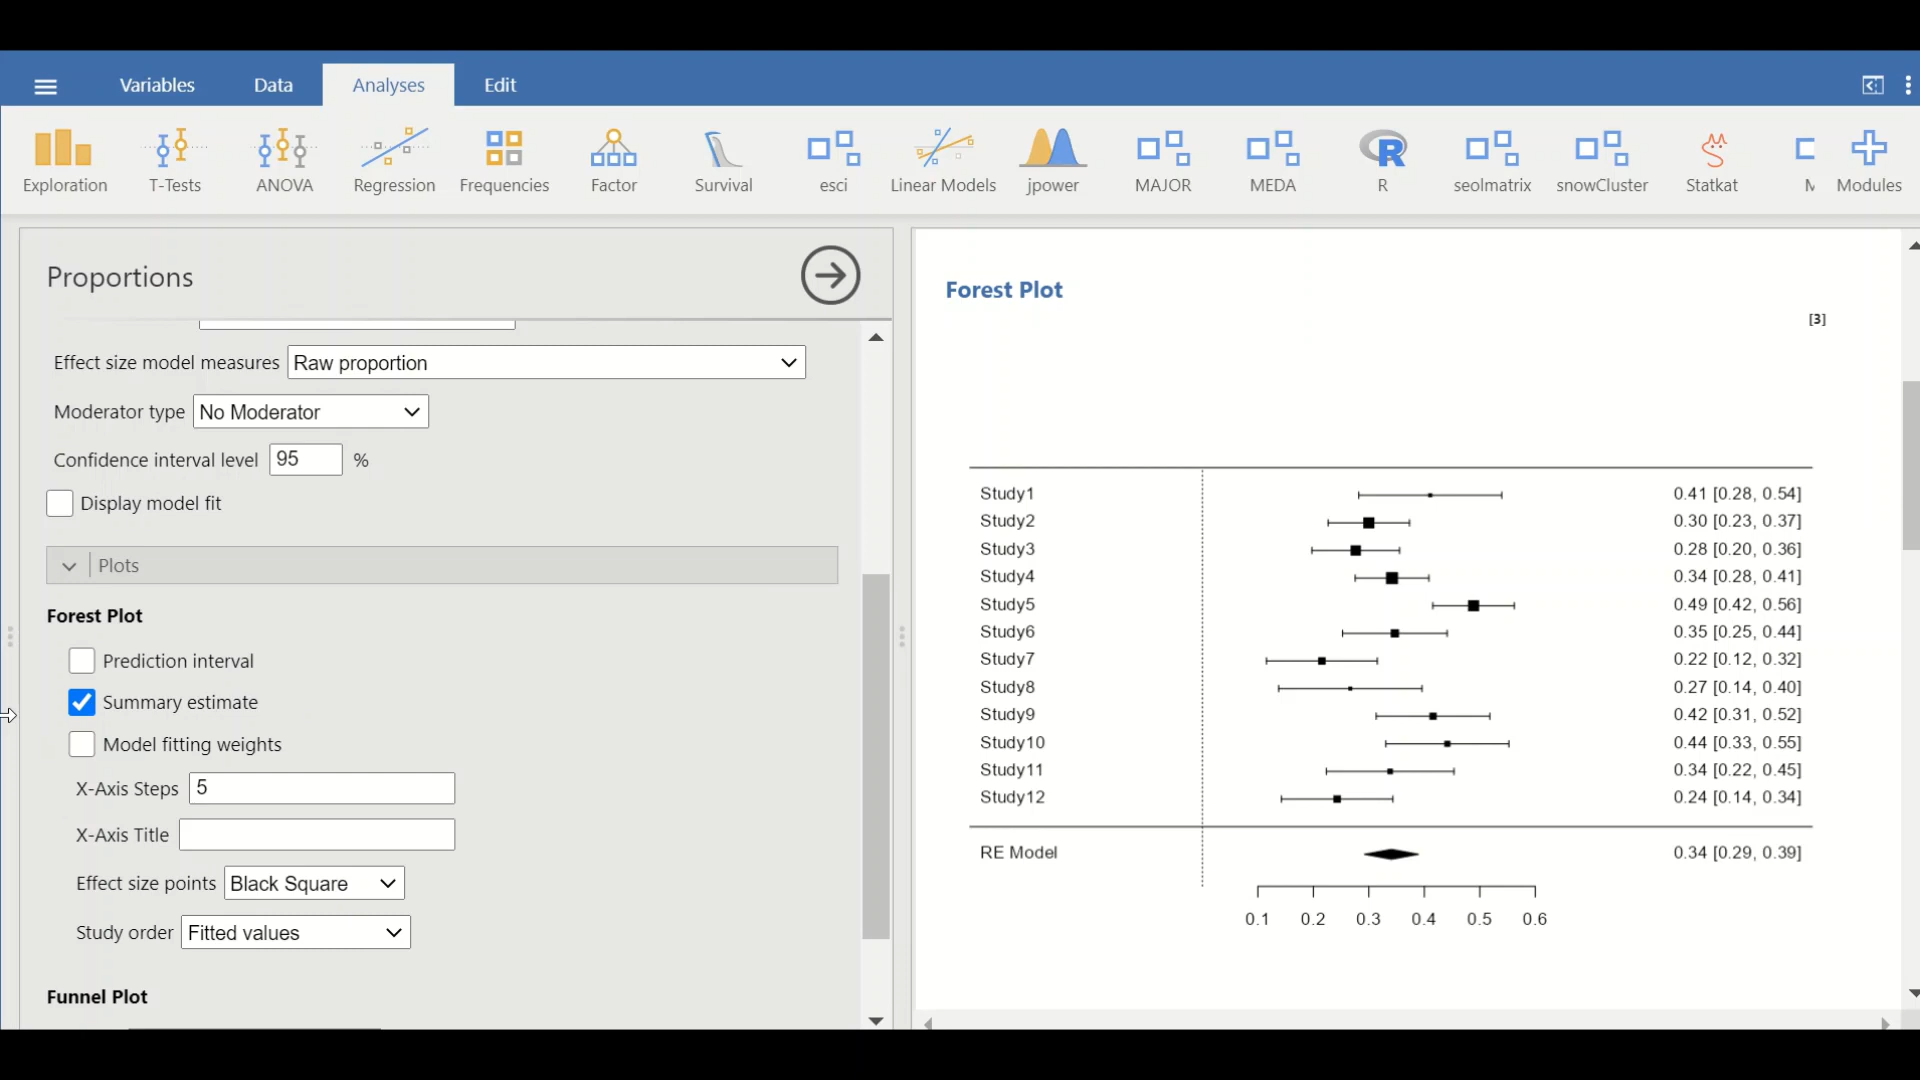 Variables Data Analyses Edit
Exploration T-Tests ANOVA Regression Frequencies Factor Survival esci Linear Models jpower MAJOR MEDA R seolmatrix snowCluster Statkat Modules
Proportions
Effect size model measures Raw proportion
Moderator type No Moderator
Confidence interval level 95 %
Display model fit
Plots
Forest Plot
Prediction interval
Summary estimate
Model fitting weights
X-Axis Steps 5
X-Axis Title
Effect size points Black Square
Study order Fitted values
Funnel Plot
Forest Plot
[3]
Study1 0.41 [0.28, 0.54]
Study2 0.30 [0.23, 0.37]
Study3 0.28 [0.20, 0.36]
Study4 0.34 [0.28, 0.41]
Study5 0.49 [0.42, 0.56]
Study6 0.35 [0.25, 0.44]
Study7 0.22 [0.12, 0.32]
Study8 0.27 [0.14, 0.40]
Study9 0.42 [0.31, 0.52]
Study10 0.44 [0.33, 0.55]
Study11 0.34 [0.22, 0.45]
Study12 0.24 [0.14, 0.34]
RE Model 0.34 [0.29, 0.39]
0.1 0.2 0.3 0.4 0.5 0.6